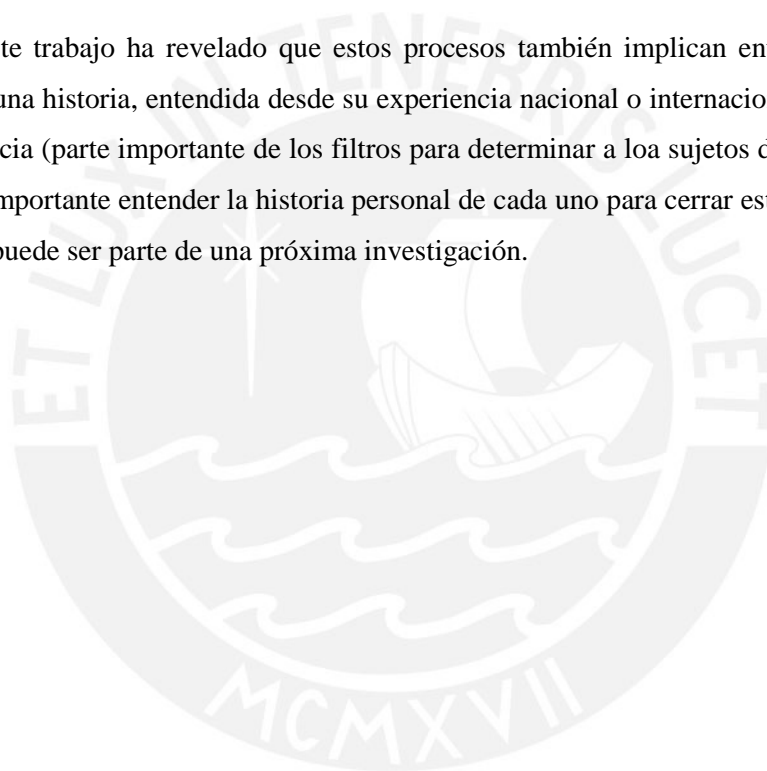 te trabajo ha revelado que estos procesos también implican en
una historia, entendida desde su experiencia nacional o internacio
cia (parte importante de los filtros para determinar a loa sujetos d
mportante entender la historia personal de cada uno para cerrar est
puede ser parte de una próxima investigación.
ET LUX IN TENEBRIS LUCET
MCMXVII